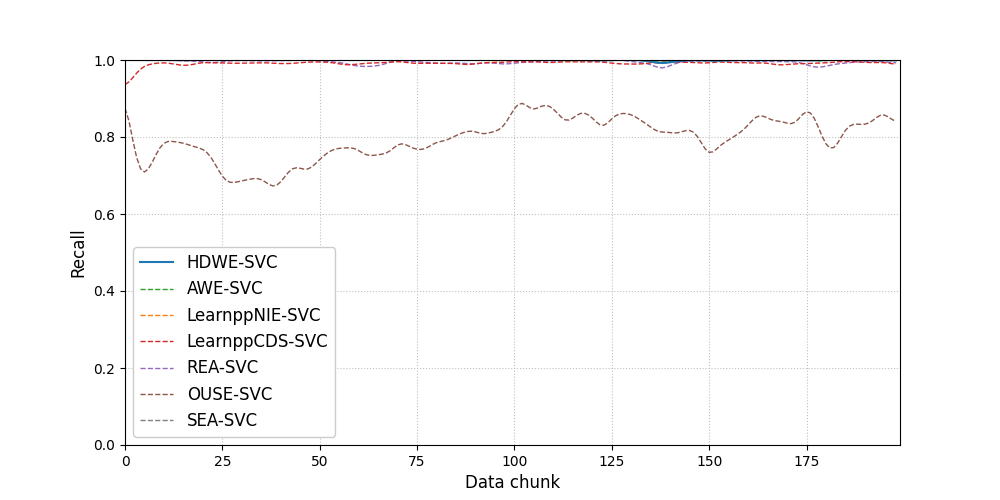 1.0
0.8
0.6
0.4
0.2
0.0
Recall
HDWE-SVC
AWE-SVC
LearnppNIE-SVC
LearnppCDS-SVC
REA-SVC
OUSE-SVC
SEA-SVC
0 25 50 75 100 125 150 175
Data chunk